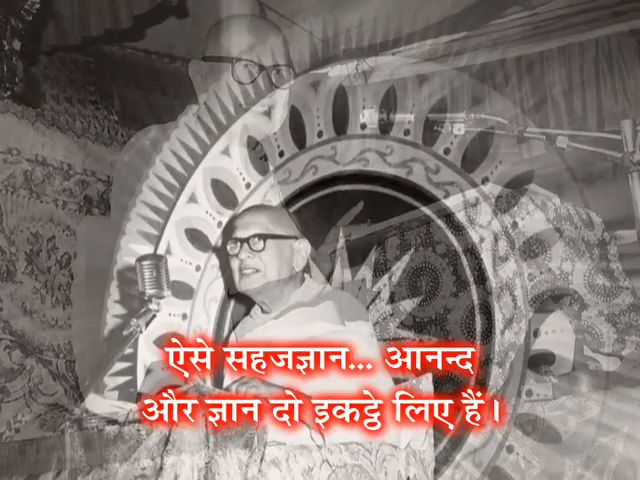 ऐसे सहजज्ञान... आनन्द
और ज्ञान दो इकट्ठे लिए हैं।